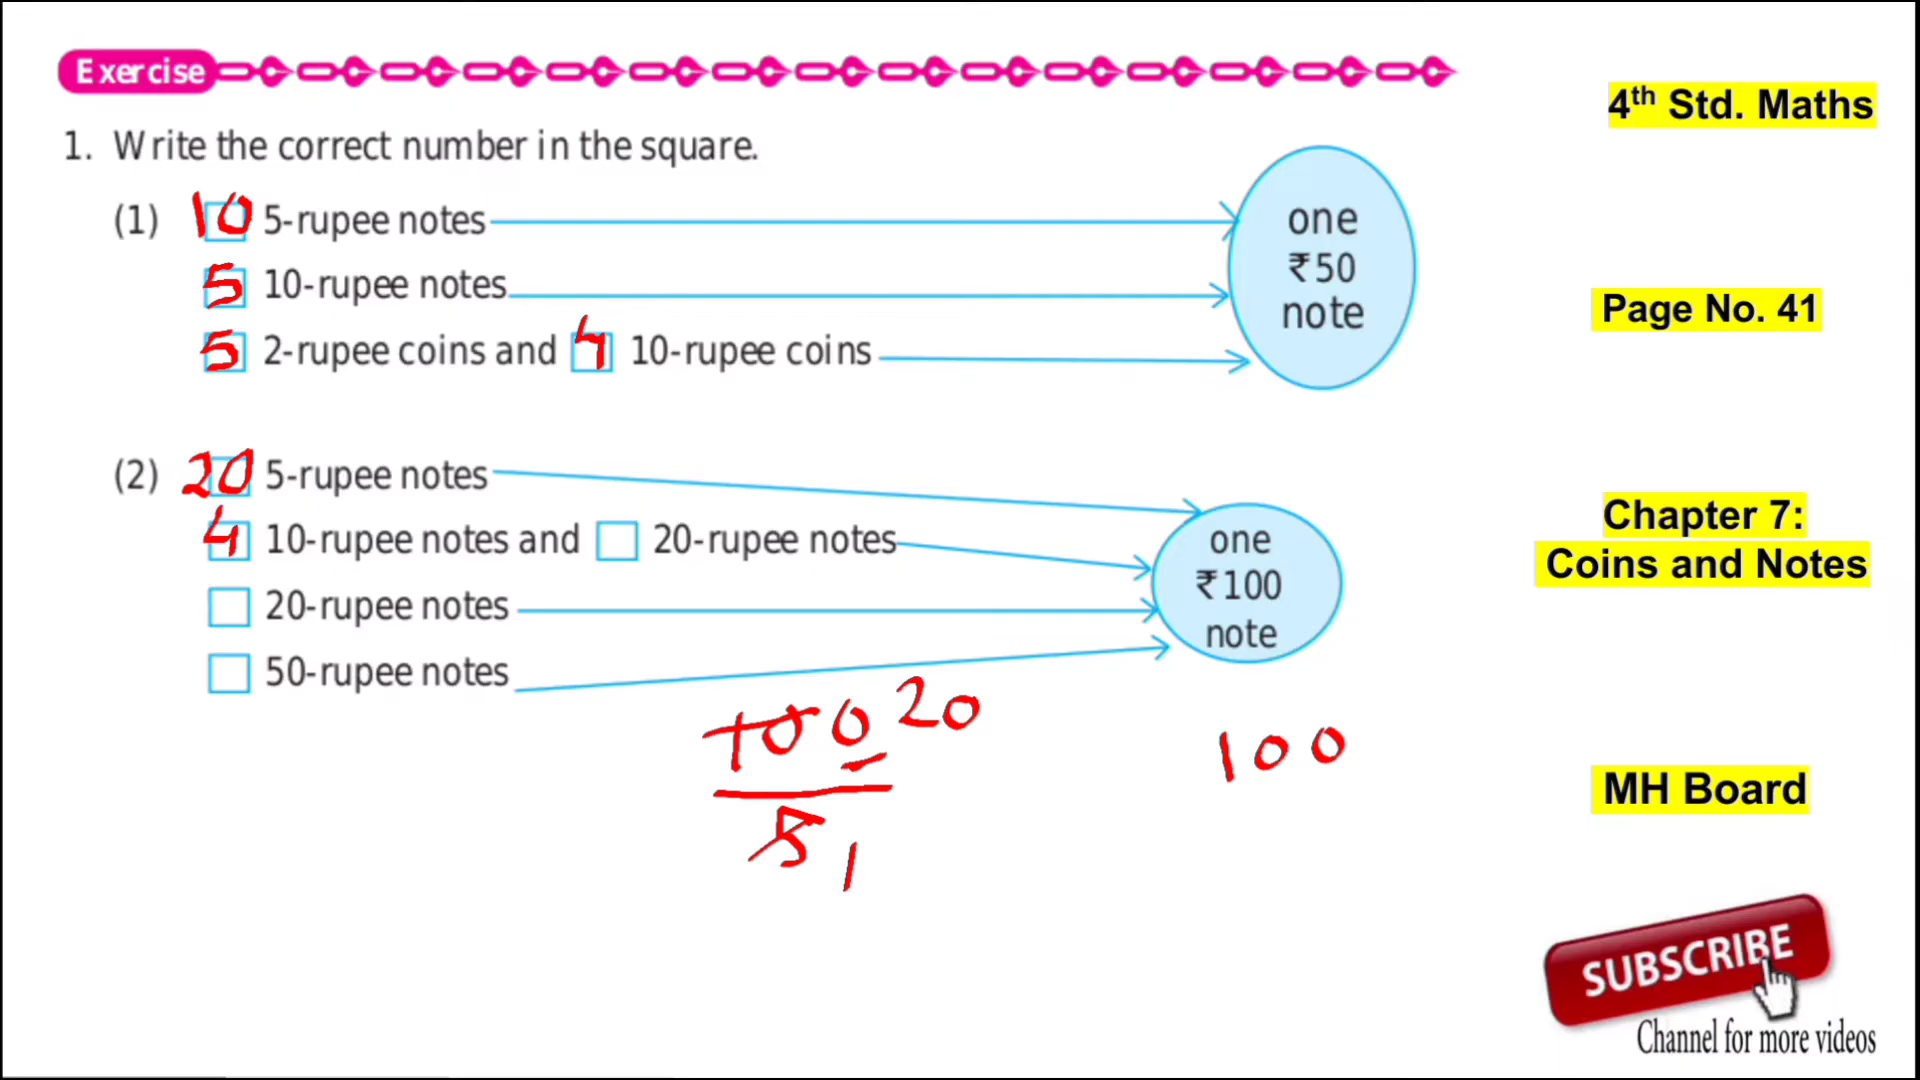 Exercise
4th Std. Maths
1. Write the correct number in the square.
(1) 10 5-rupee notes
5 10-rupee notes
5 2-rupee coins and 4 10-rupee coins
one
₹50
note
Page No. 41
(2) 20 5-rupee notes
4 10-rupee notes and 20-rupee notes
20-rupee notes
50-rupee notes
one
₹100
note
Chapter 7:
Coins and Notes
100 20
5 1
100
MH Board
SUBSCRIBE
Channel for more videos